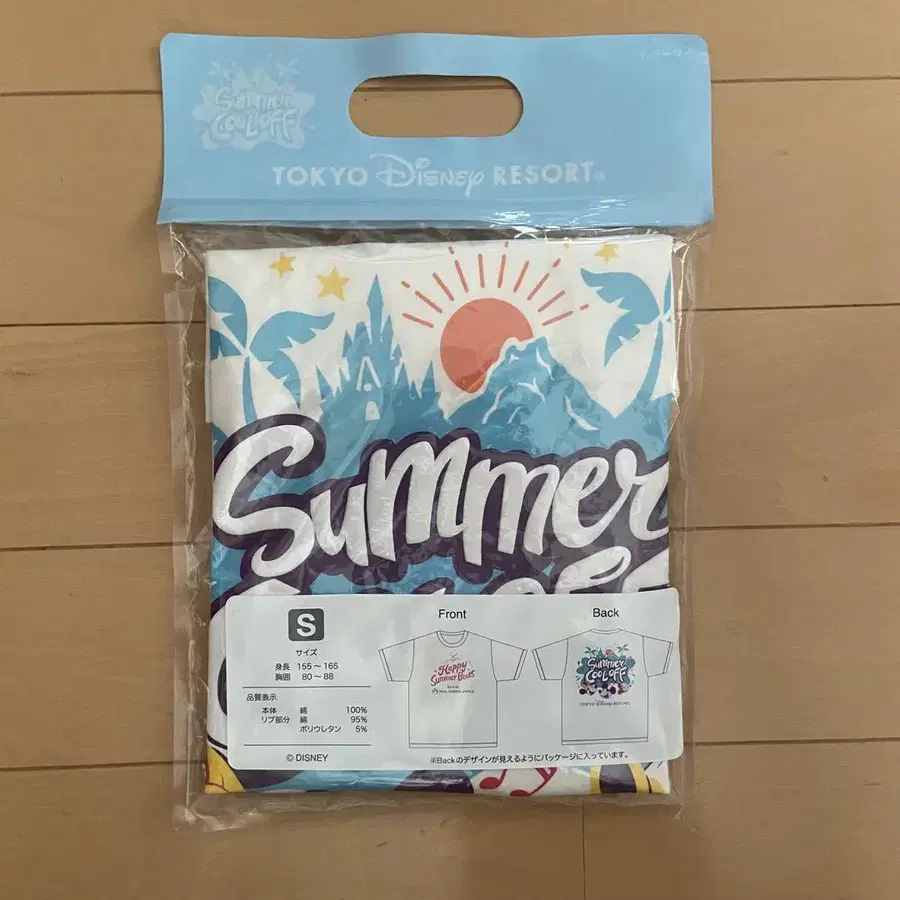 Summer
COOL OFF
TOKYO Disney RESORT®
Summer
S
サイズ
身長 155～165
胸囲 80～88
品質表示
本体 綿 100%
リブ部分 綿 95%
ポリウレタン 5%
© DISNEY
Front
Happy
Summer Beats
Back
Summer
COOL OFF
TOKYO Disney RESORT
※Backのデザインが見えるようにパッケージに入っています。